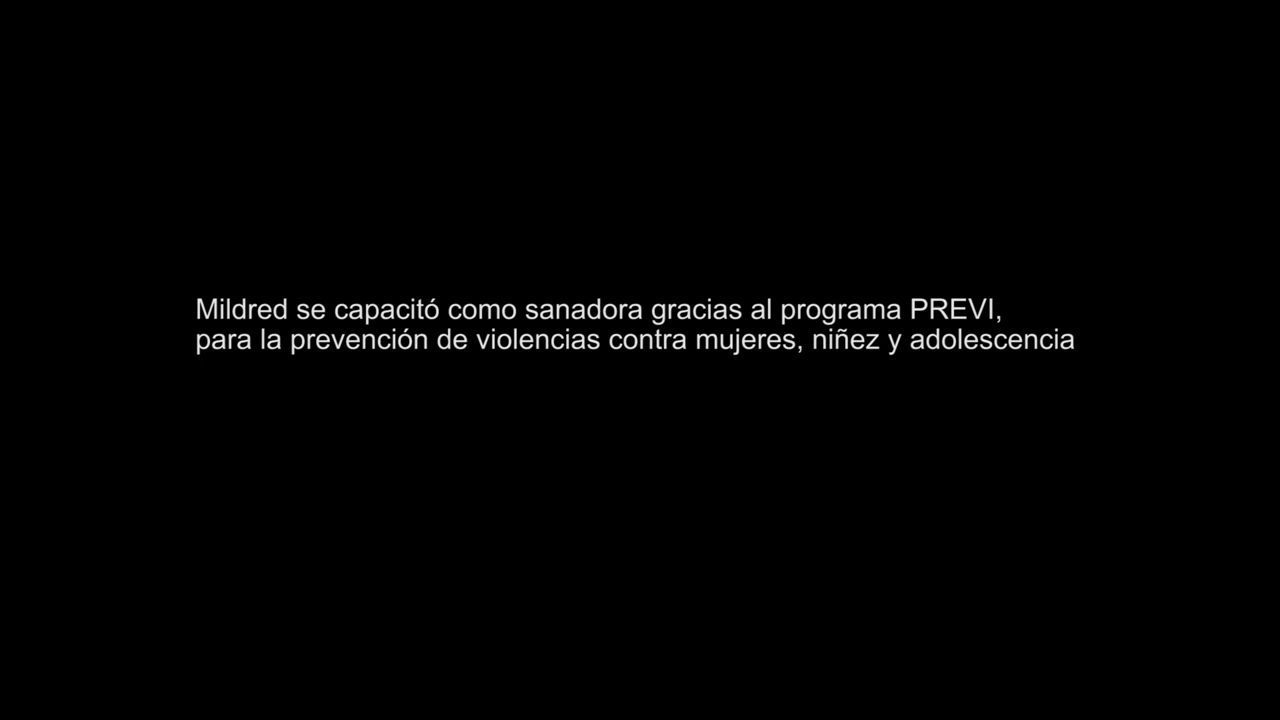 Mildred se capacitó como sanadora gracias al programa PREVI,
para la prevención de violencias contra mujeres, niñez y adolescencia